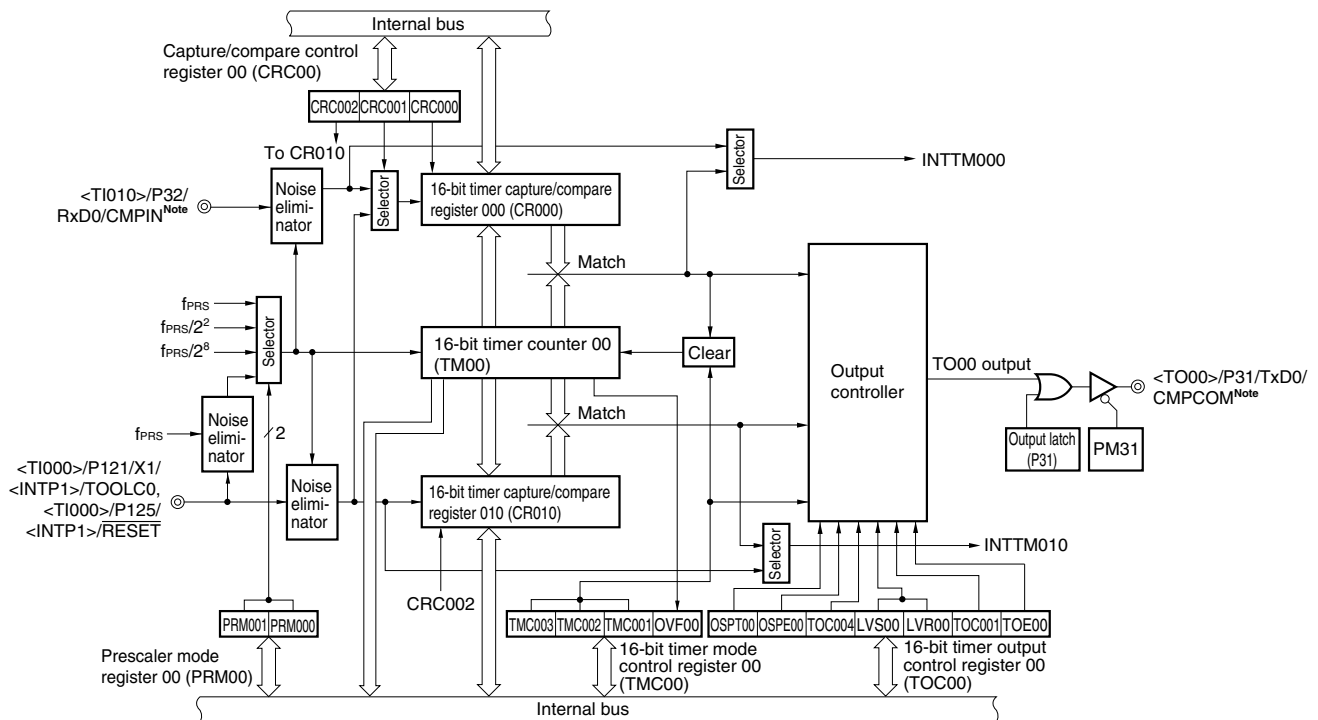 Internal bus
Capture/compare control
register 00 (CRC00)
CRC002 CRC001 CRC000
To CR010
Selector
INTTM000
<TI010>/P32/
RxD0/CMPIN Note
Noise
elimi-
nator
Selector
16-bit timer capture/compare
register 000 (CR000)
Match
fPRS
fPRS/2²
fPRS/2⁸
Selector
16-bit timer counter 00
(TM00)
Clear
Output
controller
TO00 output
<TO00>/P31/TxD0/
CMPCOM Note
Output latch
(P31)
PM31
Match
fPRS
Noise
elimi-
nator
2
<TI000>/P121/X1/
<INTP1>/TOOLC0,
<TI000>/P125/
<INTP1>/RESET
Noise
elimi-
nator
16-bit timer capture/compare
register 010 (CR010)
Selector
INTTM010
CRC002
PRM001 PRM000
TMC003 TMC002 TMC001 OVF00
OSPT00 OSPE00 TOC004 LVS00 LVR00 TOC001 TOE00
Prescaler mode
register 00 (PRM00)
16-bit timer mode
control register 00
(TMC00)
16-bit timer output
control register 00
(TOC00)
Internal bus